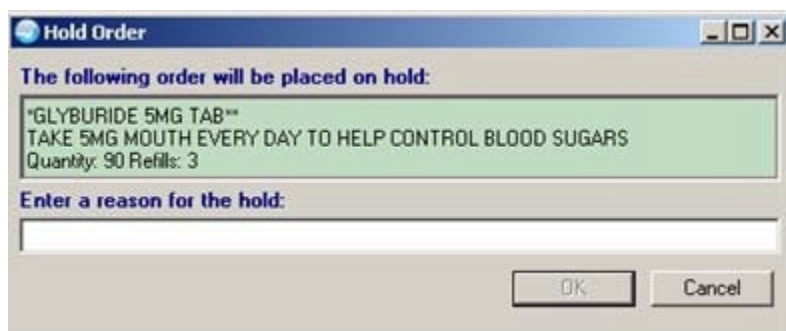 Hold Order
The following order will be placed on hold:
*GLYBURIDE 5MG TAB**
TAKE 5MG MOUTH EVERY DAY TO HELP CONTROL BLOOD SUGARS
Quantity: 90 Refills: 3
Enter a reason for the hold:
OK Cancel